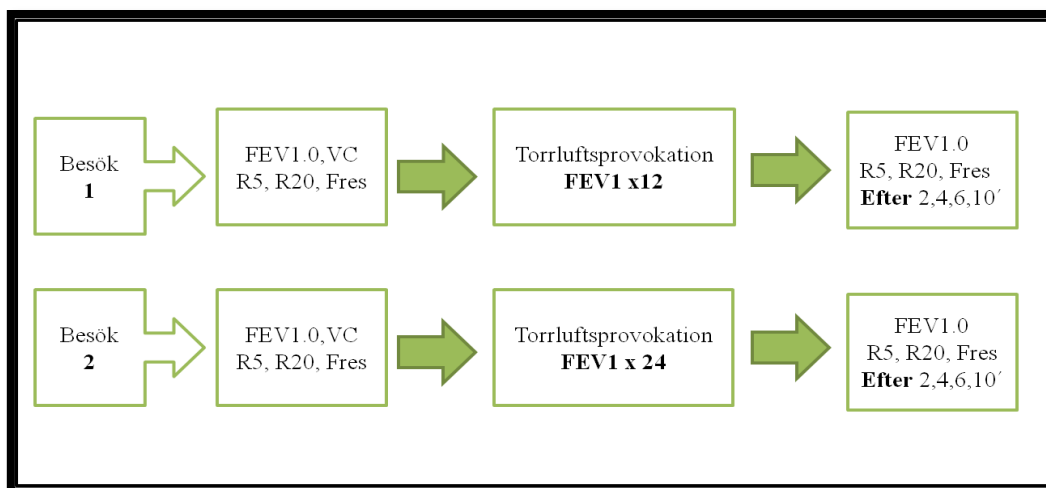 Besök
1
FEV1.0,VC
R5, R20, Fres
Torrluftsprovokation
FEV1 x12
FEV1.0
R5, R20, Fres
Efter 2,4,6,10´
Besök
2
FEV1.0,VC
R5, R20, Fres
Torrluftsprovokation
FEV1 x 24
FEV1.0
R5, R20, Fres
Efter 2,4,6,10´